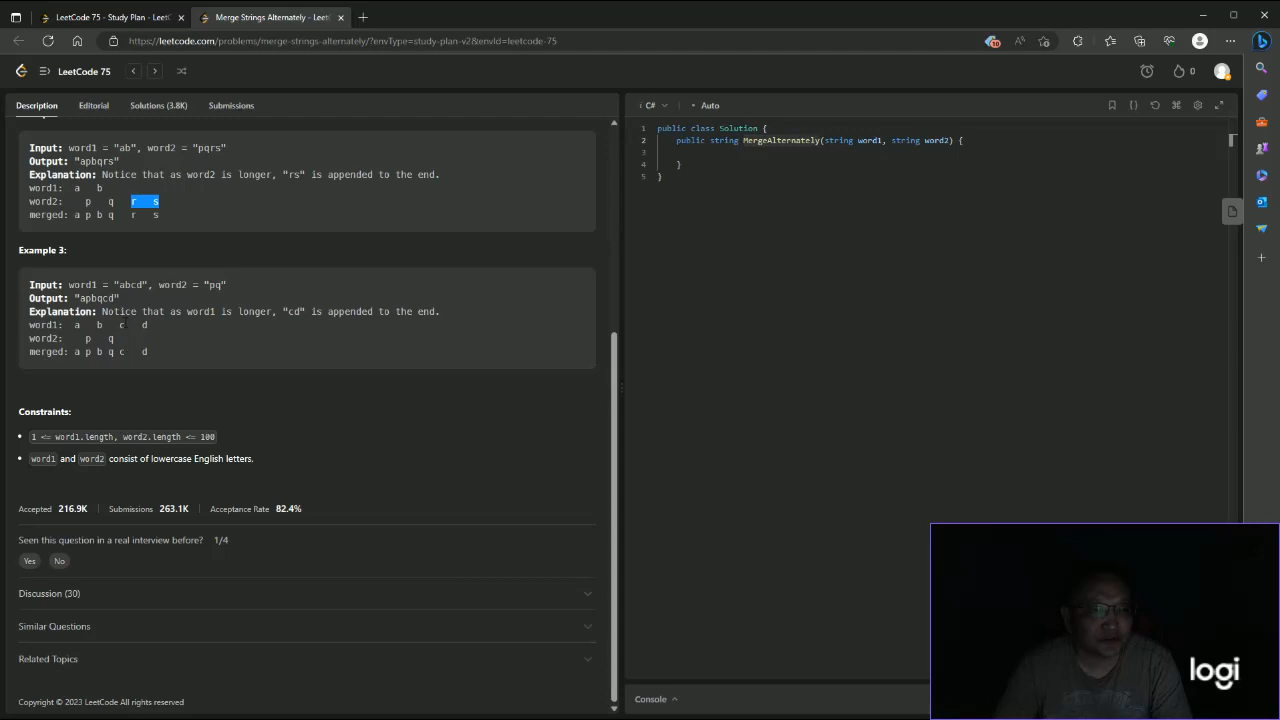 LeetCode 75 - Study Plan - LeetC
Merge Strings Alternately - Leet
https://leetcode.com/problems/merge-strings-alternately/?envType=study-plan-v2&envId=leetcode-75
LeetCode 75
0
Description
Editorial
Solutions (3.8K)
Submissions
Input: word1 = "ab", word2 = "pqrs"
Output: "apbqrs"
Explanation: Notice that as word2 is longer, "rs" is appended to the end.
word1: a b
word2: p q r s
merged: a p b q r s
Example 3:
Input: word1 = "abcd", word2 = "pq"
Output: "apbqcd"
Explanation: Notice that as word1 is longer, "cd" is appended to the end.
word1: a b c d
word2: p q
merged: a p b q c d
Constraints:
1 <= word1.length, word2.length <= 100
word1 and word2 consist of lowercase English letters.
Accepted 216.9K Submissions 263.1K Acceptance Rate 82.4%
Seen this question in a real interview before? 1/4
Yes No
Discussion (30)
Similar Questions
Related Topics
Copyright © 2023 LeetCode All rights reserved
C# Auto
1 public class Solution {
2 public string MergeAlternately(string word1, string word2) {
3
4 }
5 }
Console
logi